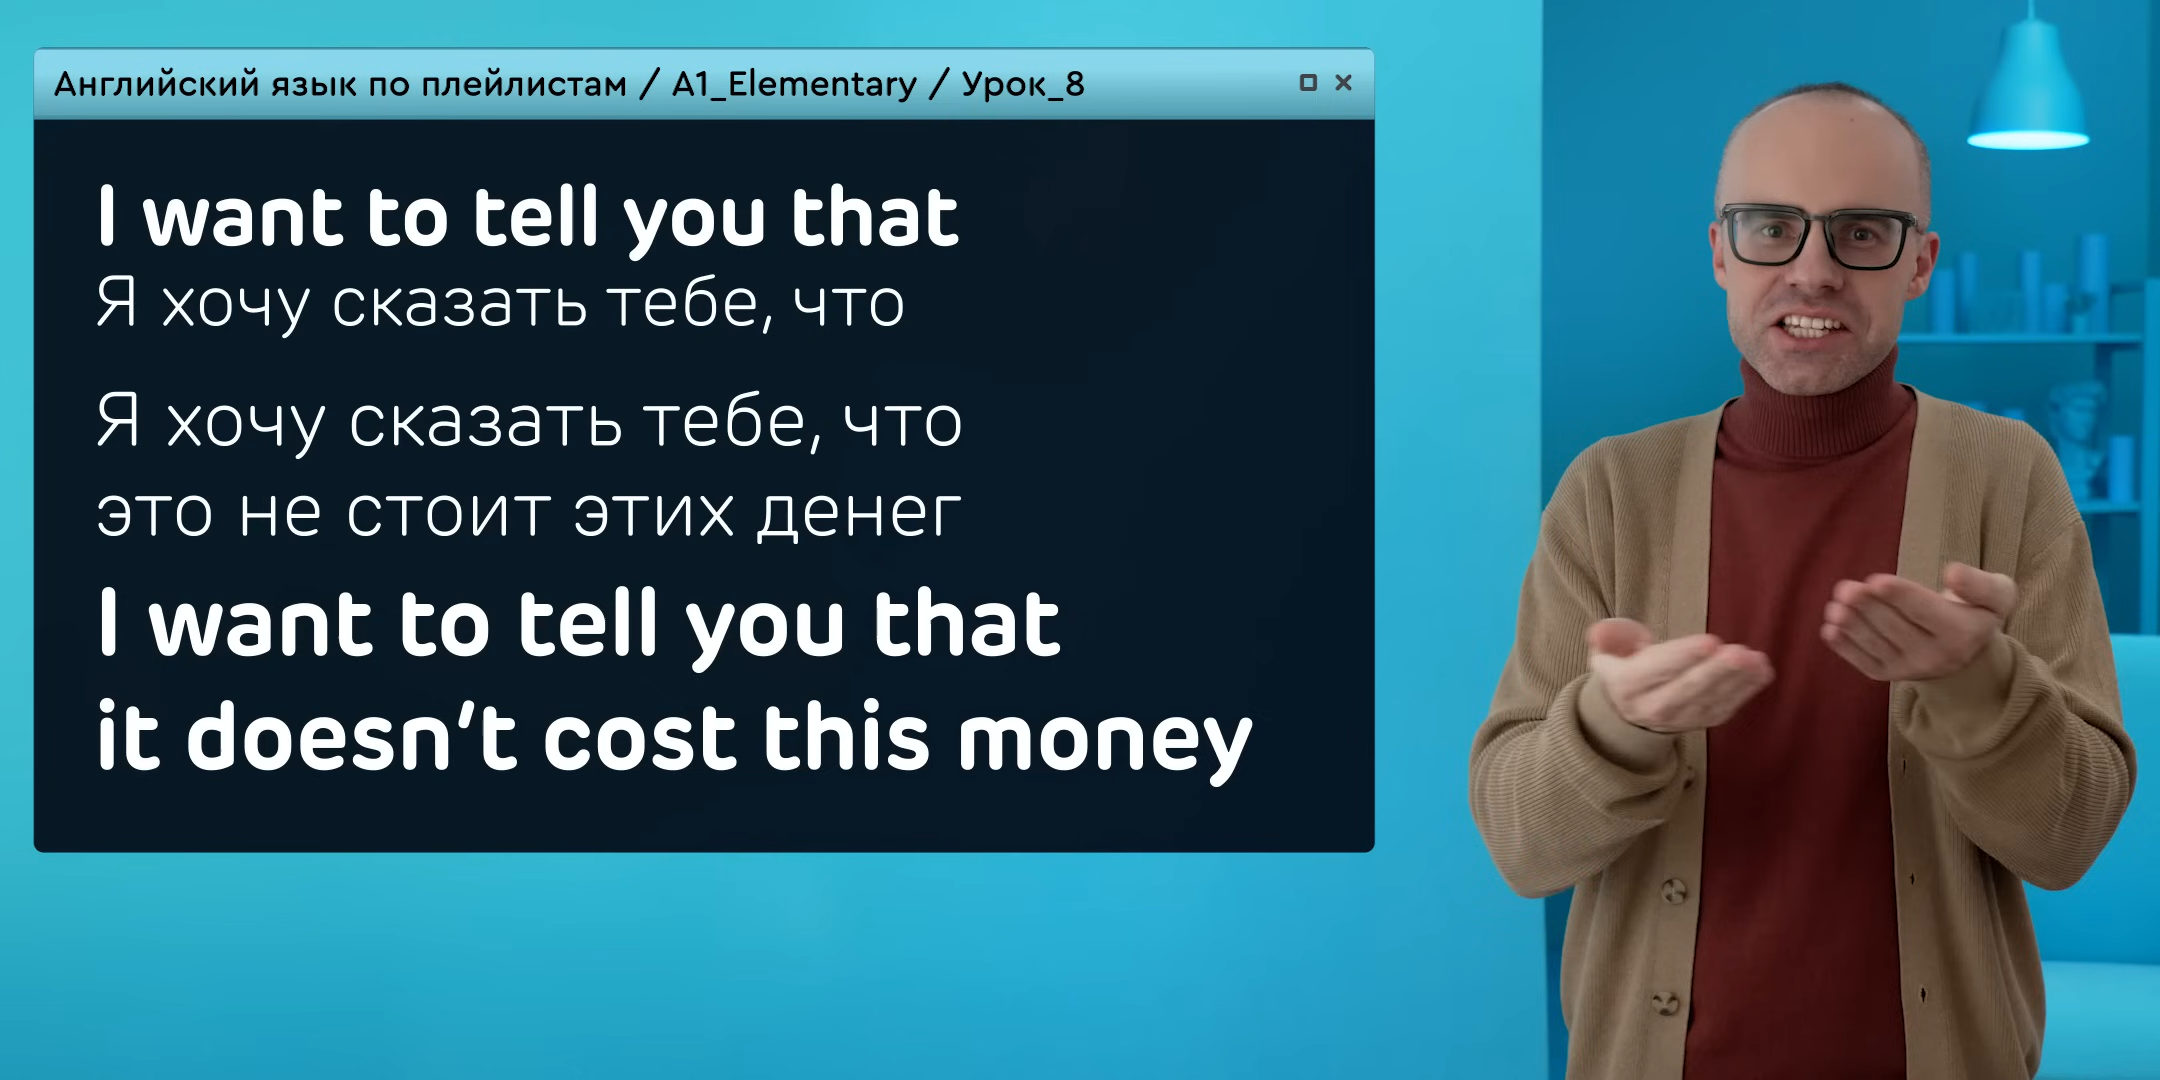 Английский язык по плейлистам / A1_Elementary / Урок_8
I want to tell you that
Я хочу сказать тебе, что
Я хочу сказать тебе, что
это не стоит этих денег
I want to tell you that
it doesn't cost this money